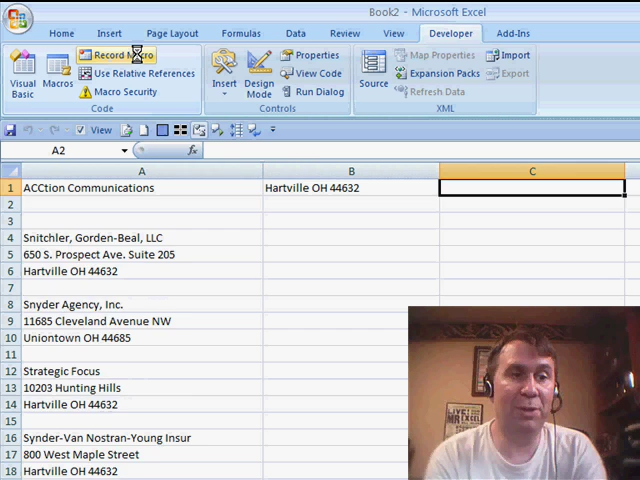 Book2 - Microsoft Excel
Home Insert Page Layout Formulas Data Review View Developer Add-Ins
Visual Basic
Macros
Record Macro
Use Relative References
Macro Security
Code
Insert
Design Mode
Properties
View Code
Run Dialog
Controls
Source
Map Properties
Expansion Packs
Refresh Data
Import
Export
XML
View
A2
fx
A B C
1 ACCtion Communications Hartville OH 44632
2
3
4 Snitchler, Gorden-Beal, LLC
5 650 S. Prospect Ave. Suite 205
6 Hartville OH 44632
7
8 Snyder Agency, Inc.
9 11685 Cleveland Avenue NW
10 Uniontown OH 44685
11
12 Strategic Focus
13 10203 Hunting Hills
14 Hartville OH 44632
15
16 Synder-Van Nostran-Young Insur
17 800 West Maple Street
18 Hartville OH 44632
LIVE!
MR EXCEL